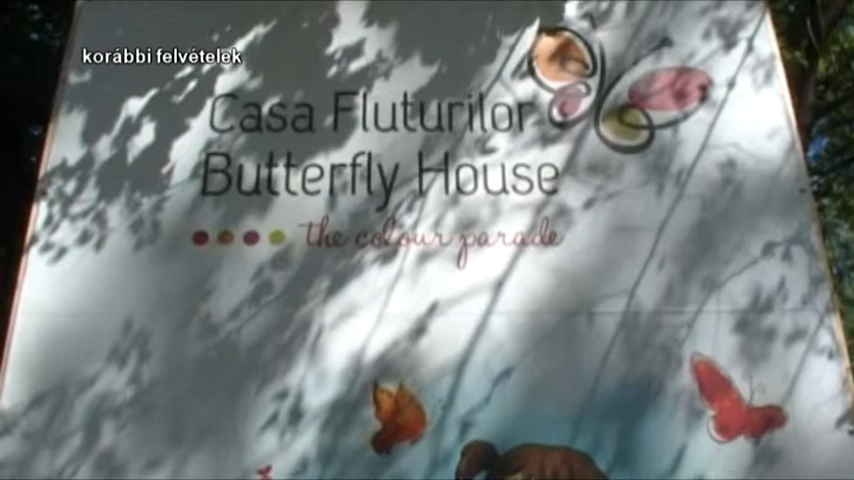 korábbi felvételek
Casa Fluturilor
Butterfly House
the colour parade